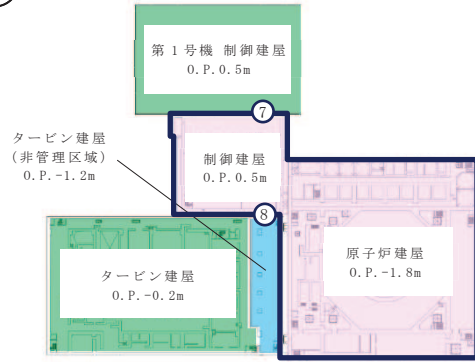 第１号機 制御建屋
O.P.0.5m
⑦
タービン建屋
（非管理区域）
O.P.-1.2m
制御建屋
O.P.0.5m
⑧
原子炉建屋
O.P.-1.8m
タービン建屋
O.P.-0.2m